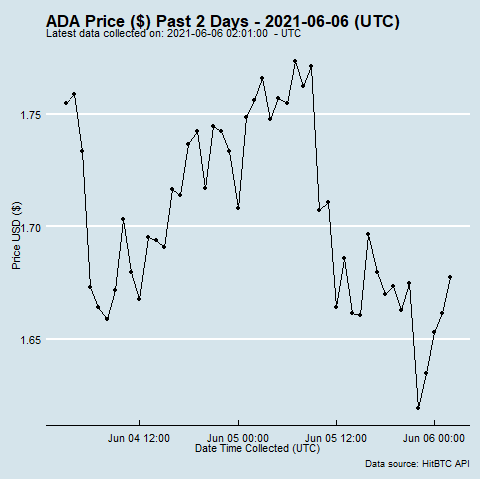 ADA Price ($) Past 2 Days - 2021-06-06 (UTC)
Latest data collected on: 2021-06-06 02:01:00 - UTC
1.75
1.70
1.65
Price USD ($)
Jun 04 12:00
Jun 05 00:00
Jun 05 12:00
Jun 06 00:00
Date Time Collected (UTC)
Data source: HitBTC API